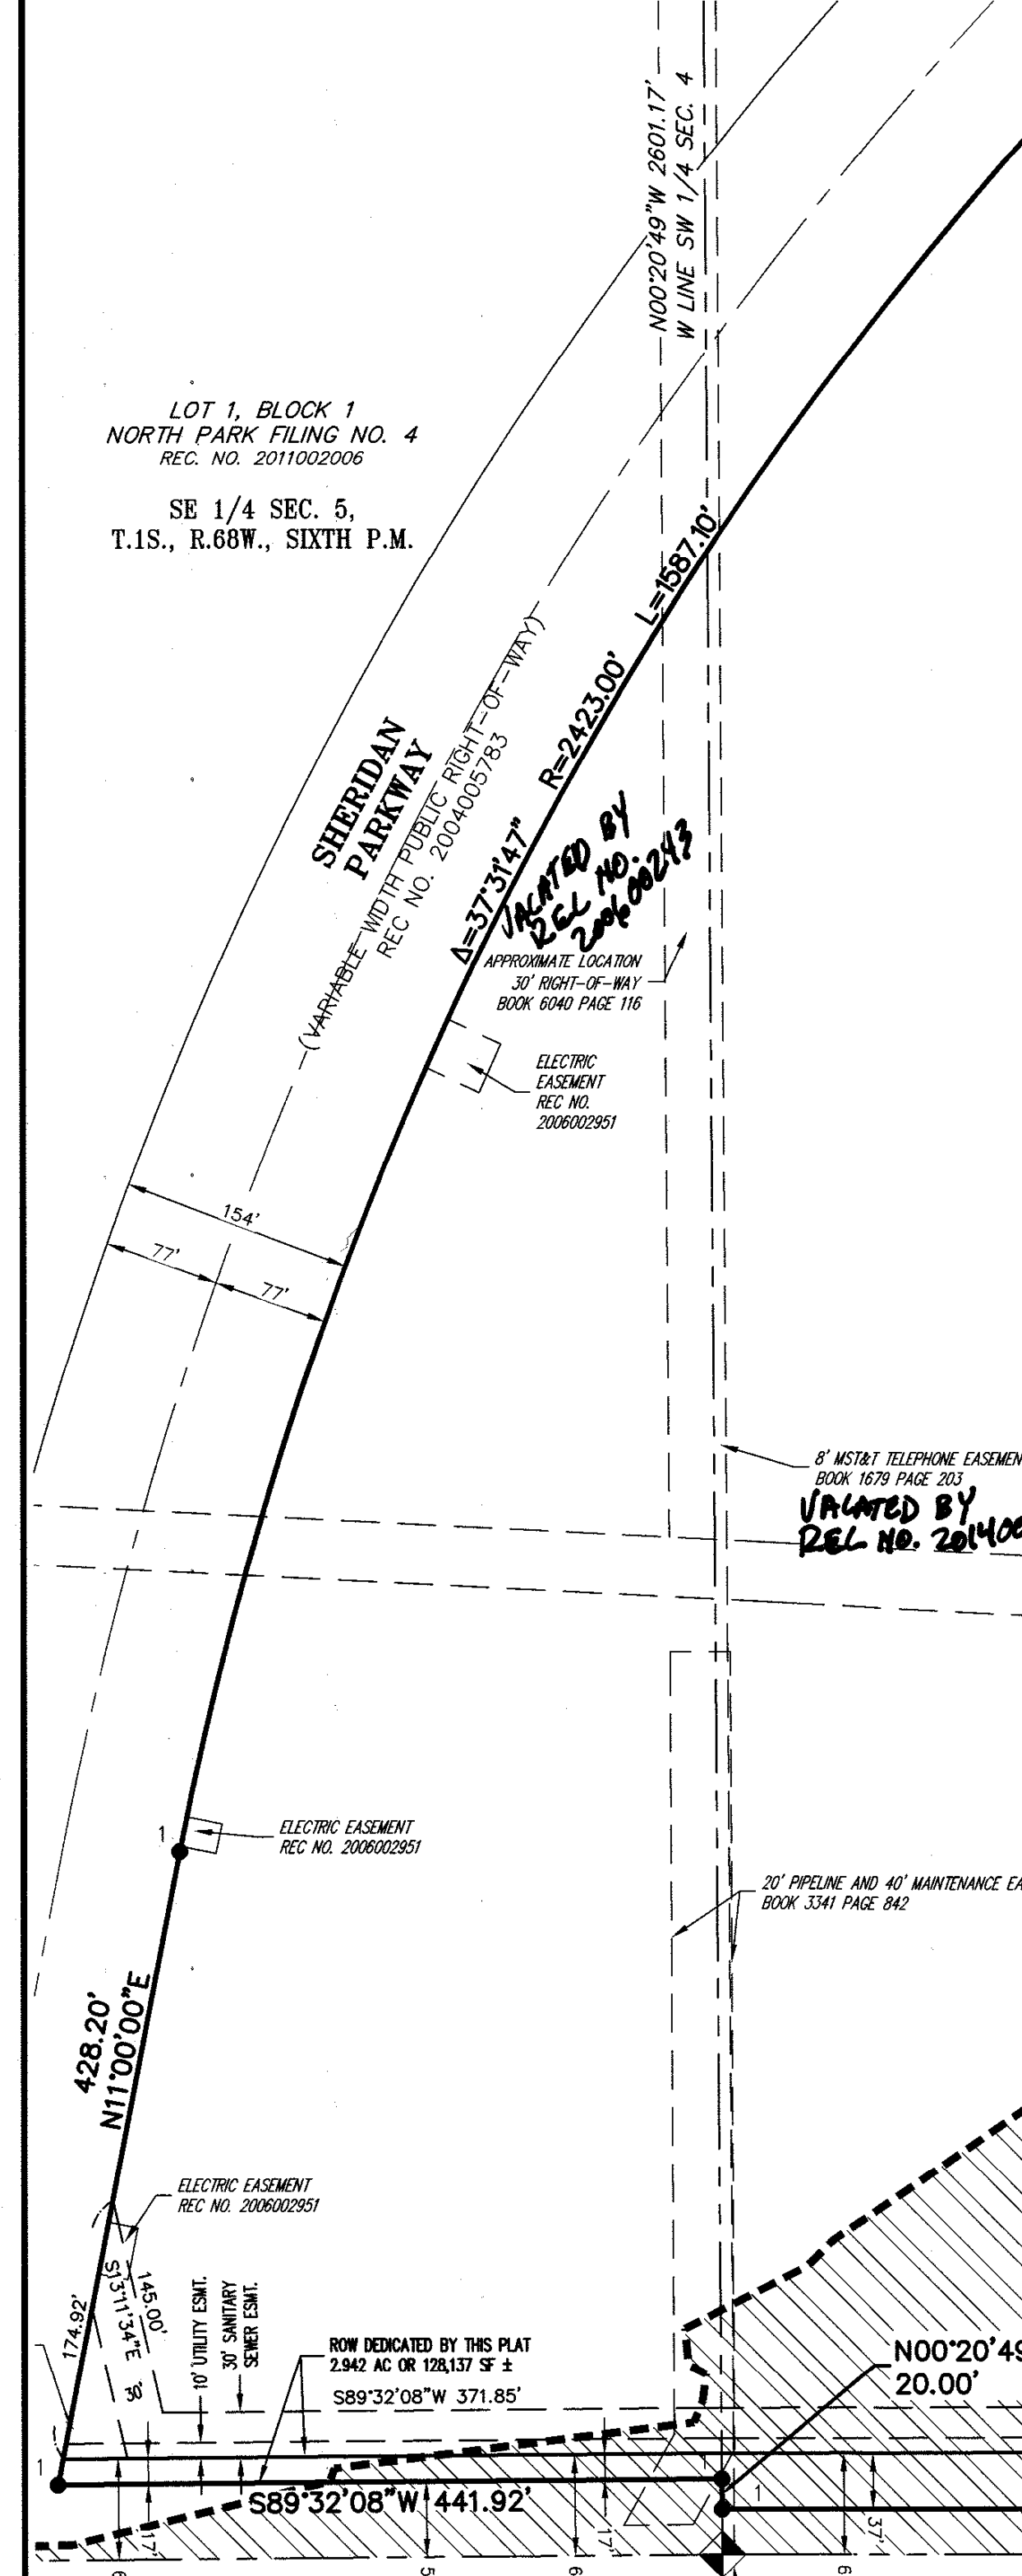 N00°20'49"W 2601.17'
W LINE SW 1/4 SEC. 4
LOT 1, BLOCK 1
NORTH PARK FILING NO. 4
REC. NO. 2011002006
SE 1/4 SEC. 5,
T.1S., R.68W., SIXTH P.M.
L=1587.10'
R=2423.00'
Δ=37°31'47"
SHERIDAN
PARKWAY
(VARIABLE WIDTH PUBLIC RIGHT-OF-WAY)
REC NO. 2004005783
VACATED BY
REC NO.
200600243
APPROXIMATE LOCATION
30' RIGHT-OF-WAY
BOOK 6040 PAGE 116
ELECTRIC
EASEMENT
REC NO.
2006002951
154'
77'
77'
8' MST&T TELEPHONE EASEMEN
BOOK 1679 PAGE 203
VACATED BY
REC NO. 201400
1
ELECTRIC EASEMENT
REC NO. 2006002951
20' PIPELINE AND 40' MAINTENANCE EA
BOOK 3341 PAGE 842
428.20'
N11°00'00"E
ELECTRIC EASEMENT
REC NO. 2006002951
174.92'
145.00'
S13°11'34"E
30'
10' UTILITY ESMT.
30' SANITARY
SEWER ESMT.
ROW DEDICATED BY THIS PLAT
2.942 AC OR 128,137 SF ±
S89°32'08"W 371.85'
N00°20'49
20.00'
1
S89°32'08"W 441.92'
1
17'
17'
37'
6
5
6
6